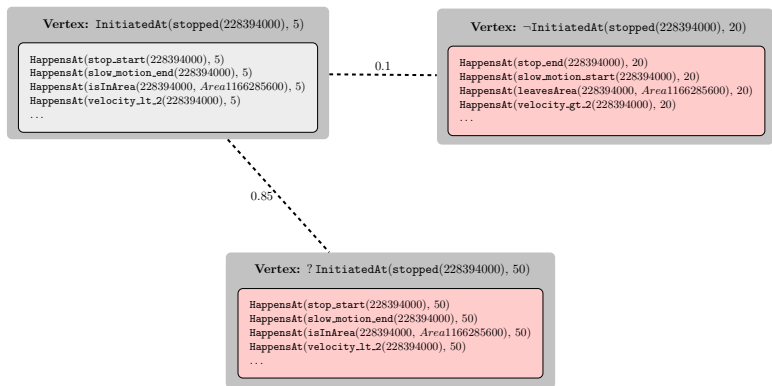 Vertex: InitiatedAt(stopped(228394000), 5)
HappensAt(stop_start(228394000), 5)
HappensAt(slow_motion_end(228394000), 5)
HappensAt(isInArea(228394000, Area1166285600), 5)
HappensAt(velocity_lt_2(228394000), 5)
...
0.1
Vertex: ¬InitiatedAt(stopped(228394000), 20)
HappensAt(stop_end(228394000), 20)
HappensAt(slow_motion_start(228394000), 20)
HappensAt(leavesArea(228394000, Area1166285600), 20)
HappensAt(velocity_gt_2(228394000), 20)
...
0.85
Vertex: ? InitiatedAt(stopped(228394000), 50)
HappensAt(stop_start(228394000), 50)
HappensAt(slow_motion_end(228394000), 50)
HappensAt(isInArea(228394000, Area1166285600), 50)
HappensAt(velocity_lt_2(228394000), 50)
...